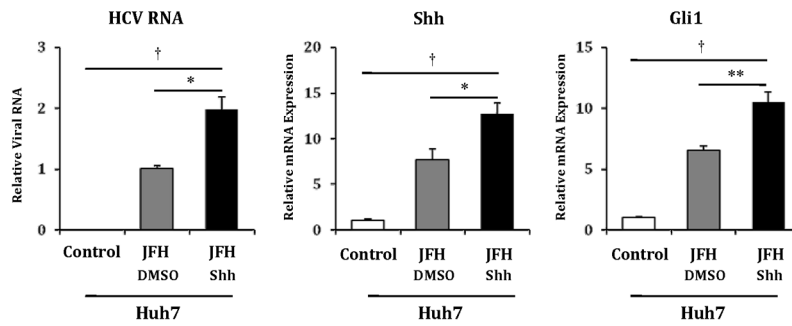 HCV RNA
Relative Viral RNA
3
2
1
0
†
*
Control JFH JFH
DMSO Shh
Huh7
Shh
Relative mRNA Expression
20
15
10
5
0
†
*
Control JFH JFH
DMSO Shh
Huh7
Gli1
Relative mRNA Expression
15
10
5
0
†
**
Control JFH JFH
DMSO Shh
Huh7